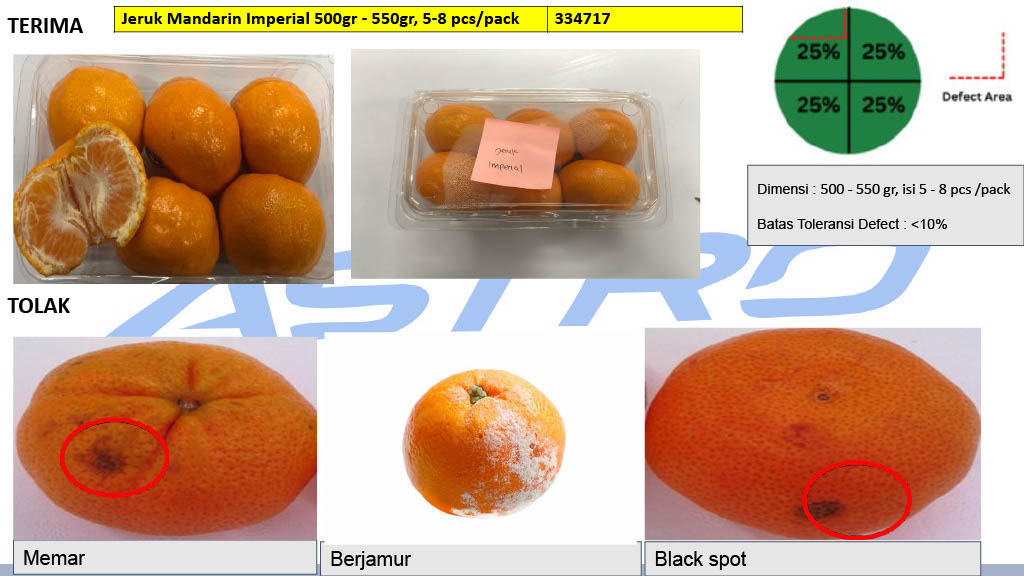 TERIMA
Jeruk Mandarin Imperial 500gr - 550gr, 5-8 pcs/pack 334717
25% 25%
25% 25%
Defect Area
Jeruk
imperial
Dimensi : 500 - 550 gr, isi 5 - 8 pcs /pack
Batas Toleransi Defect : <10%
ASTRO
TOLAK
Memar
Berjamur
Black spot